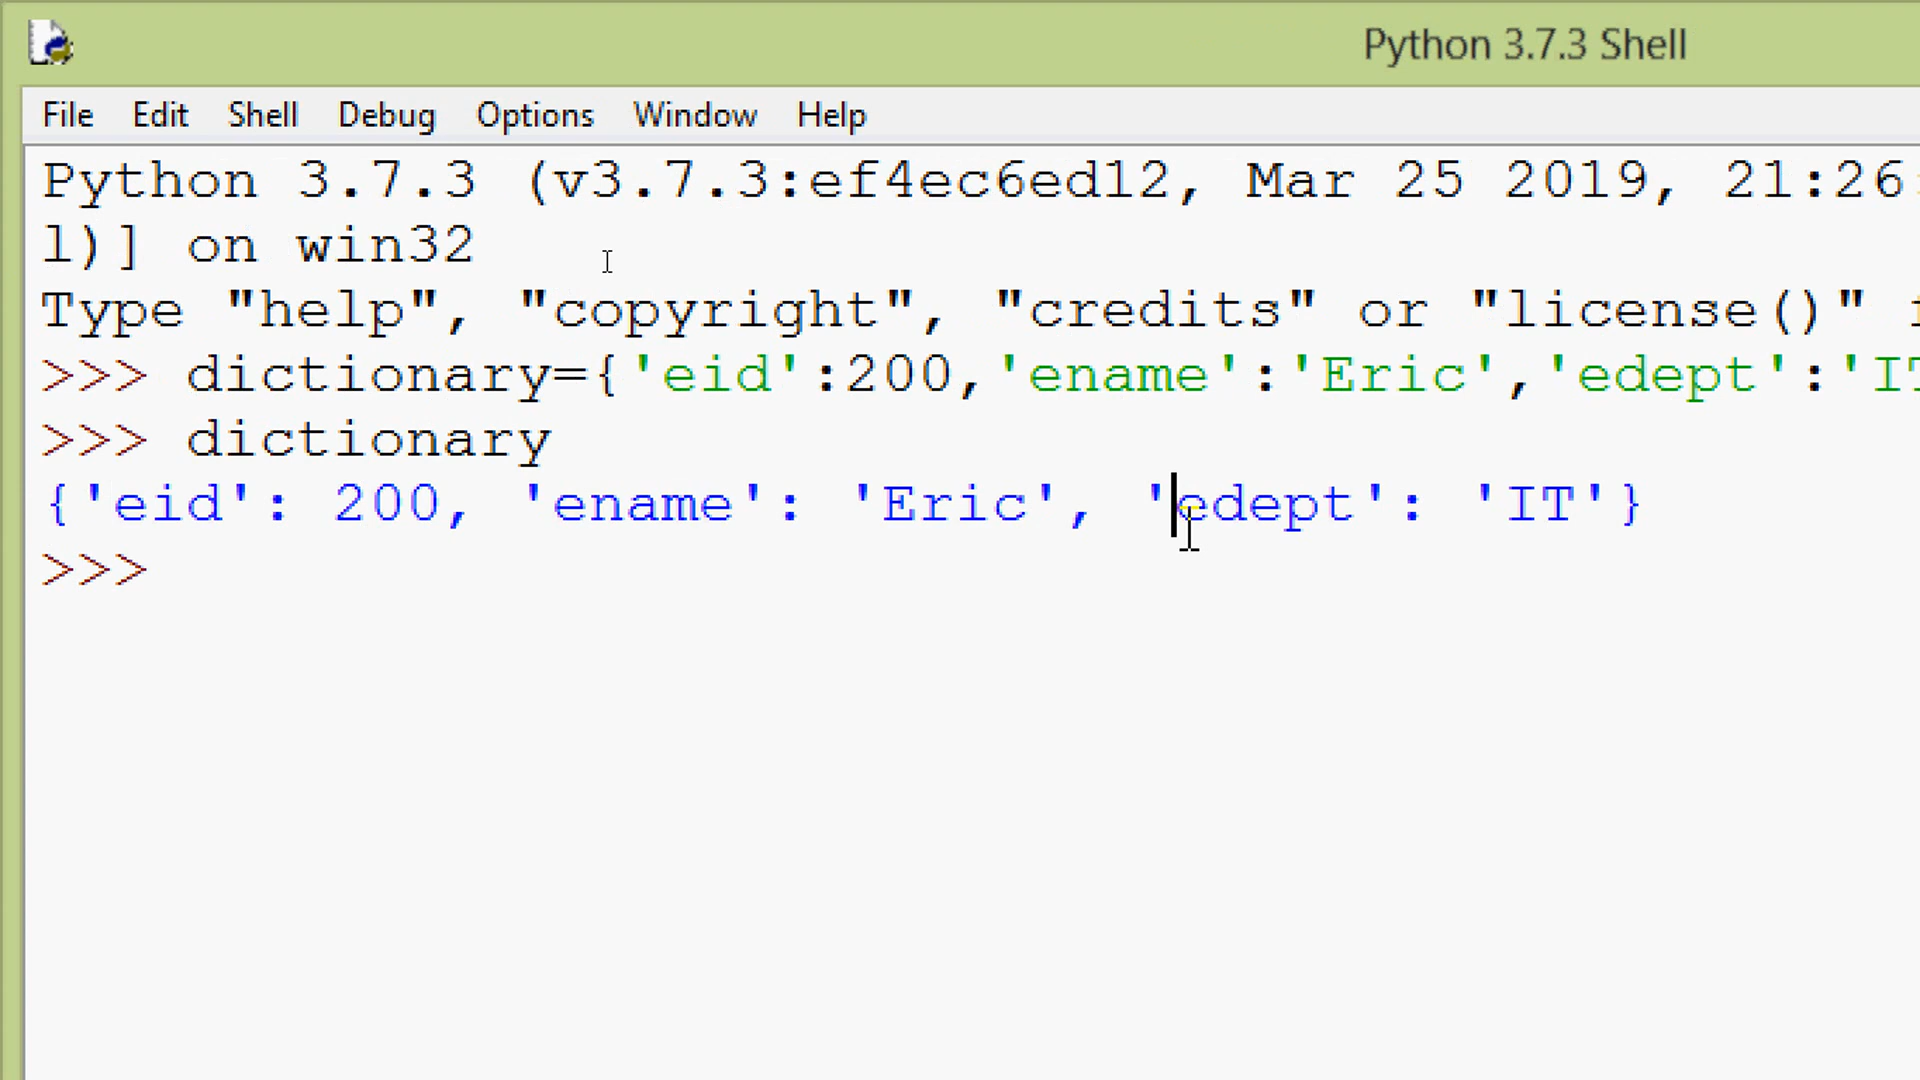 Python 3.7.3 Shell
File Edit Shell Debug Options Window Help
Python 3.7.3 (v3.7.3:ef4ec6ed12, Mar 25 2019, 21:26:
l)] on win32
Type "help", "copyright", "credits" or "license()" f
>>> dictionary={'eid':200,'ename':'Eric','edept':'IT
>>> dictionary
{'eid': 200, 'ename': 'Eric', 'edept': 'IT'}
>>>